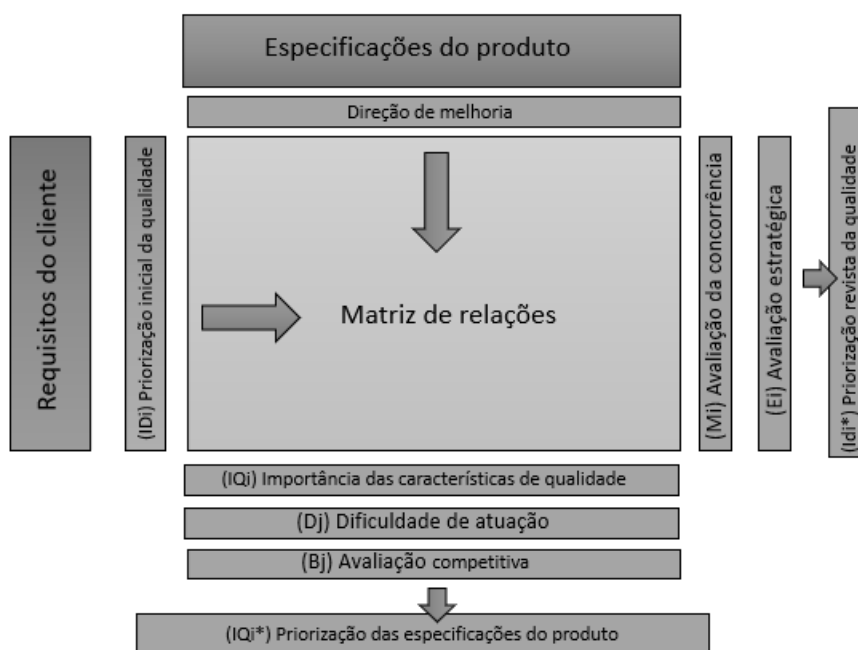 Especificações do produto
Direção de melhoria
Requisitos do cliente
(IDi) Priorização inicial da qualidade
Matriz de relações
(Mi) Avaliação da concorrência
(Ei) Avaliação estratégica
(Idi*) Priorização revista da qualidade
(IQi) Importância das características de qualidade
(Dj) Dificuldade de atuação
(Bj) Avaliação competitiva
(IQi*) Priorização das especificações do produto